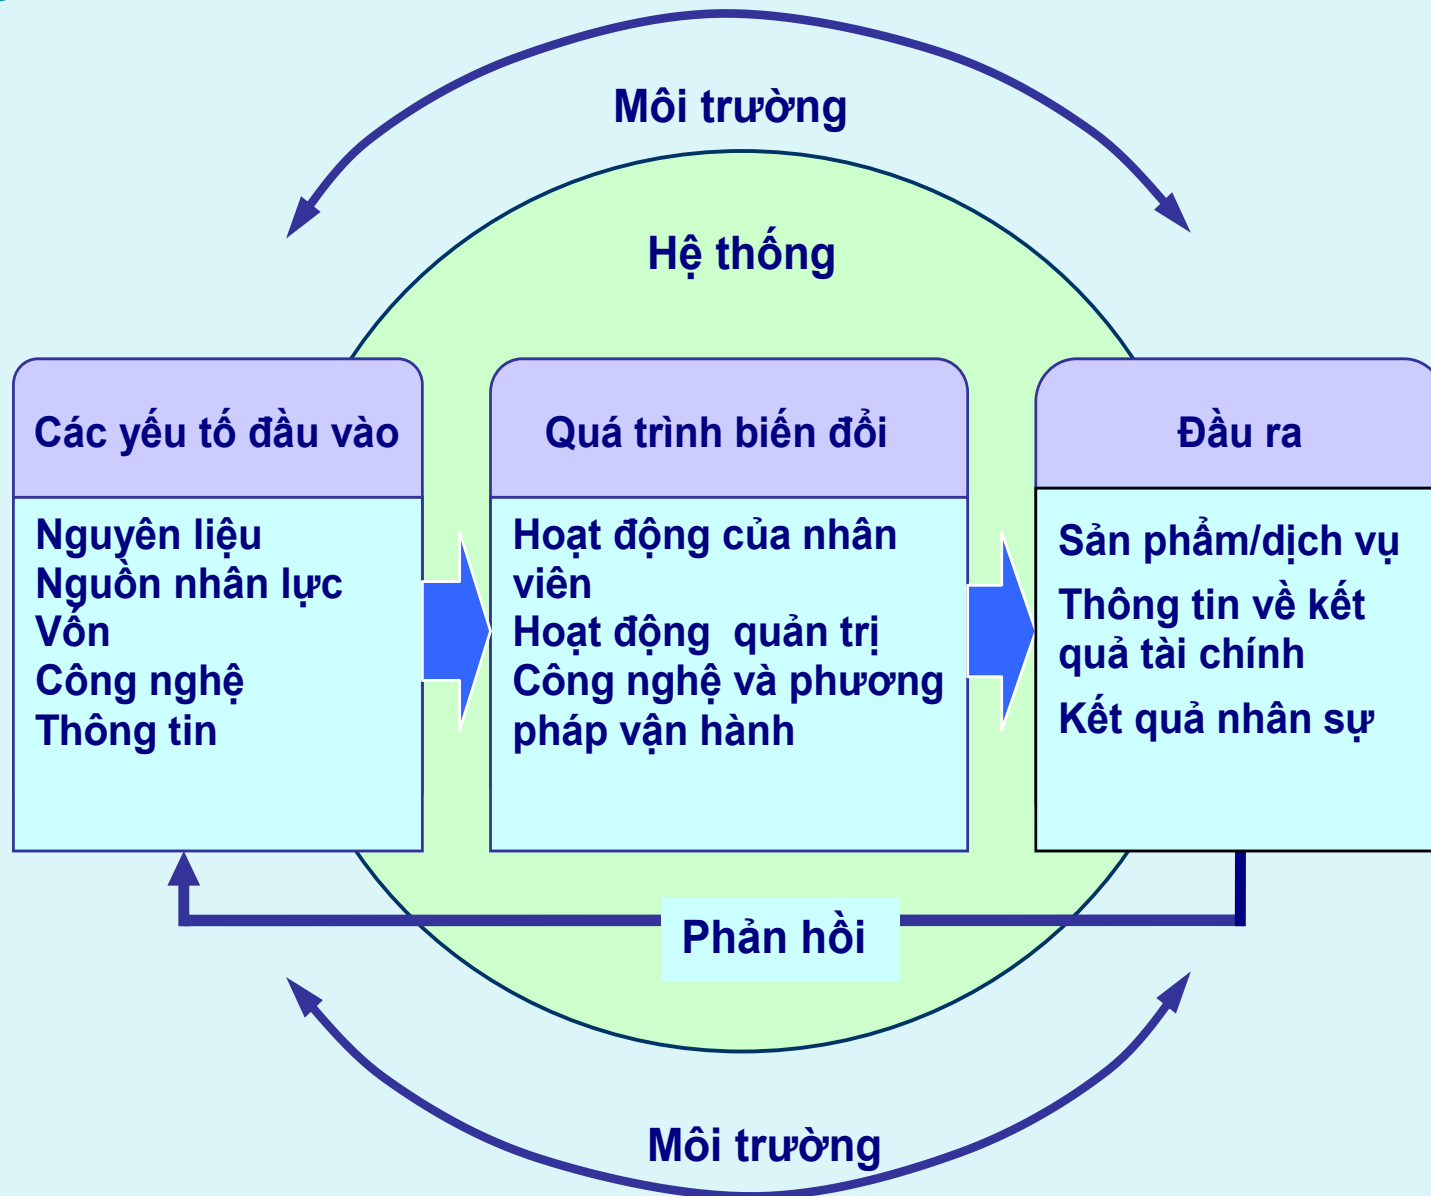 Môi trường
Hệ thống
Các yếu tố đầu vào
Nguyên liệu
Nguồn nhân lực
Vốn
Công nghệ
Thông tin
Quá trình biến đổi
Hoạt động của nhân
viên
Hoạt động quản trị
Công nghệ và phương
pháp vận hành
Đầu ra
Sản phẩm/dịch vụ
Thông tin về kết
quả tài chính
Kết quả nhân sự
Phản hồi
Môi trường